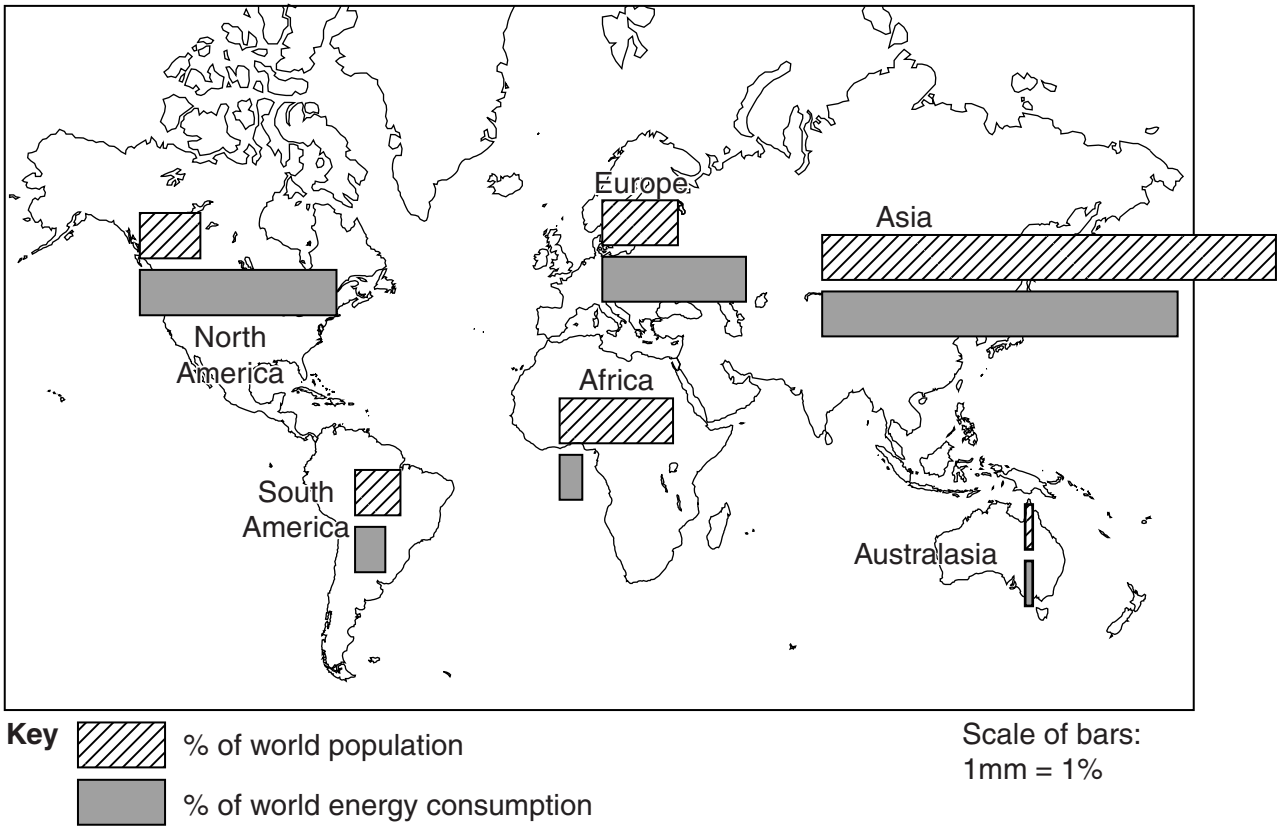 Europe
Asia
North
America
Africa
South
America
Australasia
Key
% of world population
% of world energy consumption
Scale of bars:
1mm = 1%